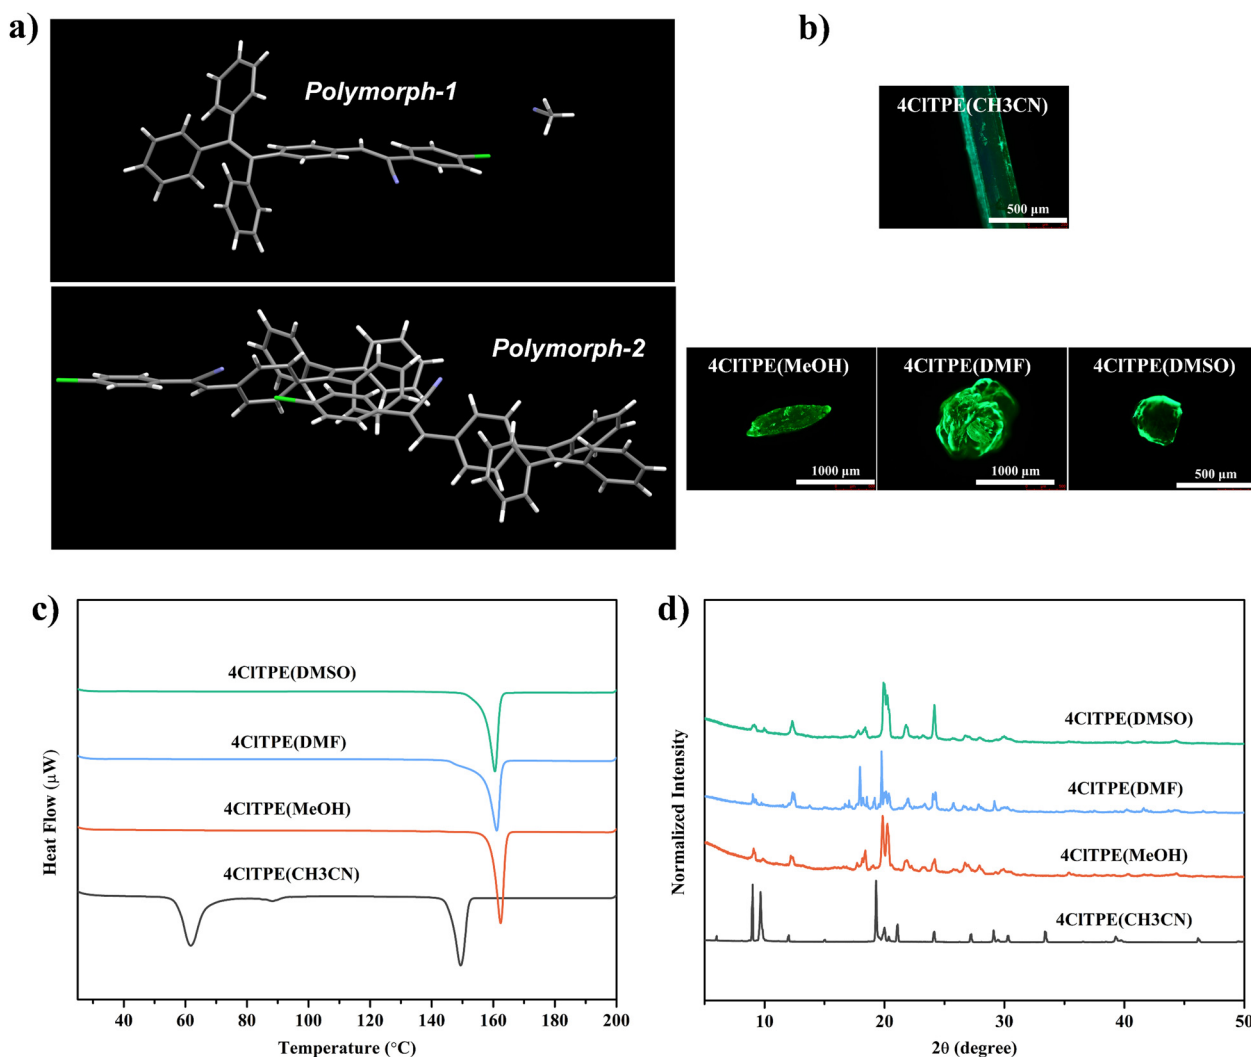 a)
Polymorph-1
Polymorph-2
b)
4ClTPE(CH3CN)
500 μm
4ClTPE(MeOH)
1000 μm
4ClTPE(DMF)
1000 μm
4ClTPE(DMSO)
500 μm
c)
4ClTPE(DMSO)
4ClTPE(DMF)
4ClTPE(MeOH)
4ClTPE(CH3CN)
Heat Flow (μW)
40 60 80 100 120 140 160 180 200
Temperature (°C)
d)
4ClTPE(DMSO)
4ClTPE(DMF)
4ClTPE(MeOH)
4ClTPE(CH3CN)
Normalized Intensity
10 20 30 40 50
2θ (degree)